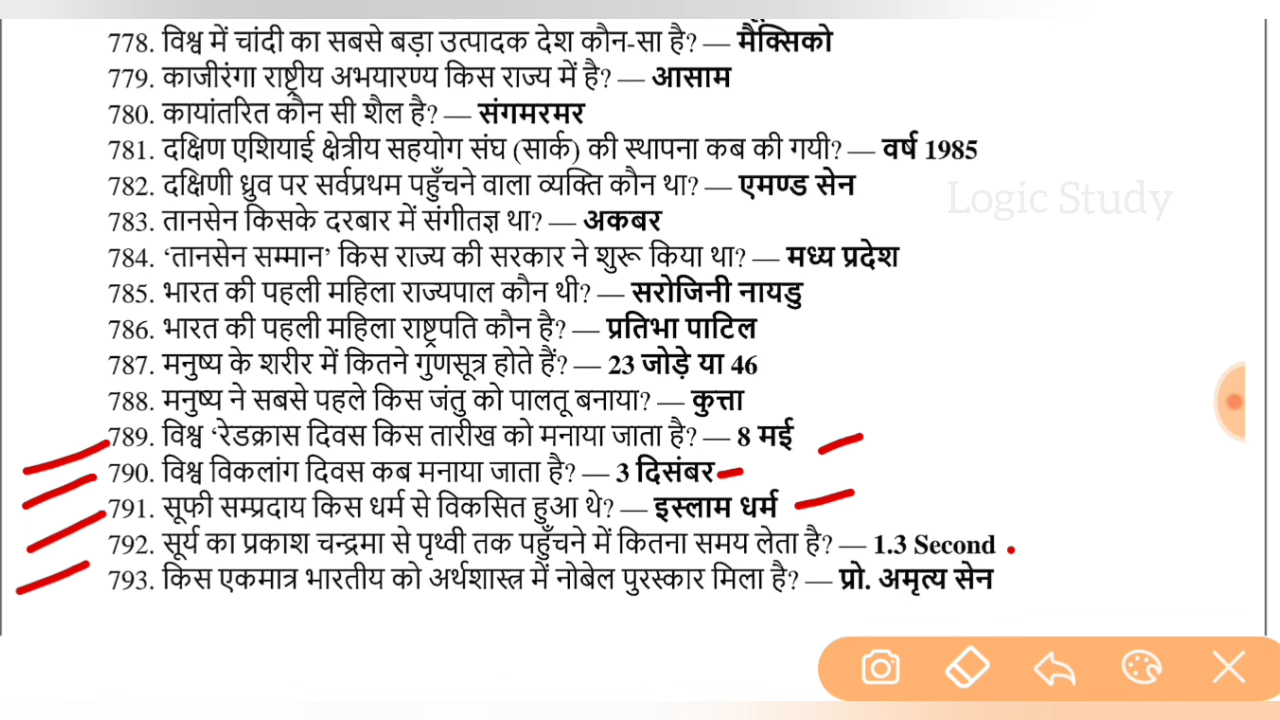 778. विश्व में चांदी का सबसे बड़ा उत्पादक देश कौन-सा है? — मैक्सिको
779. काजीरंगा राष्ट्रीय अभयारण्य किस राज्य में है? — आसाम
780. कायांतरित कौन सी शैल है? — संगमरमर
781. दक्षिण एशियाई क्षेत्रीय सहयोग संघ (सार्क) की स्थापना कब की गयी? — वर्ष 1985
782. दक्षिणी ध्रुव पर सर्वप्रथम पहुँचने वाला व्यक्ति कौन था? — एमण्ड सेन
Logic Study
783. तानसेन किसके दरबार में संगीतज्ञ था? — अकबर
784. ‘तानसेन सम्मान’ किस राज्य की सरकार ने शुरू किया था? — मध्य प्रदेश
785. भारत की पहली महिला राज्यपाल कौन थी? — सरोजिनी नायडु
786. भारत की पहली महिला राष्ट्रपति कौन है? — प्रतिभा पाटिल
787. मनुष्य के शरीर में कितने गुणसूत्र होते हैं? — 23 जोड़े या 46
788. मनुष्य ने सबसे पहले किस जंतु को पालतू बनाया? — कुत्ता
789. विश्व ‘रेडक्रास दिवस किस तारीख को मनाया जाता है? — 8 मई
790. विश्व विकलांग दिवस कब मनाया जाता है? — 3 दिसंबर
791. सूफी सम्प्रदाय किस धर्म से विकसित हुआ थे? — इस्लाम धर्म
792. सूर्य का प्रकाश चन्द्रमा से पृथ्वी तक पहुँचने में कितना समय लेता है? — 1.3 Second
793. किस एकमात्र भारतीय को अर्थशास्त्र में नोबेल पुरस्कार मिला है? — प्रो. अमृत्य सेन